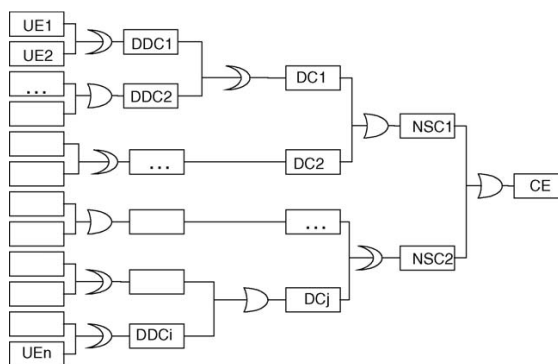 UE1
UE2
...
DDC1
DDC2
...
DDCi
UEn
DC1
DC2
...
DCj
NSC1
NSC2
CE